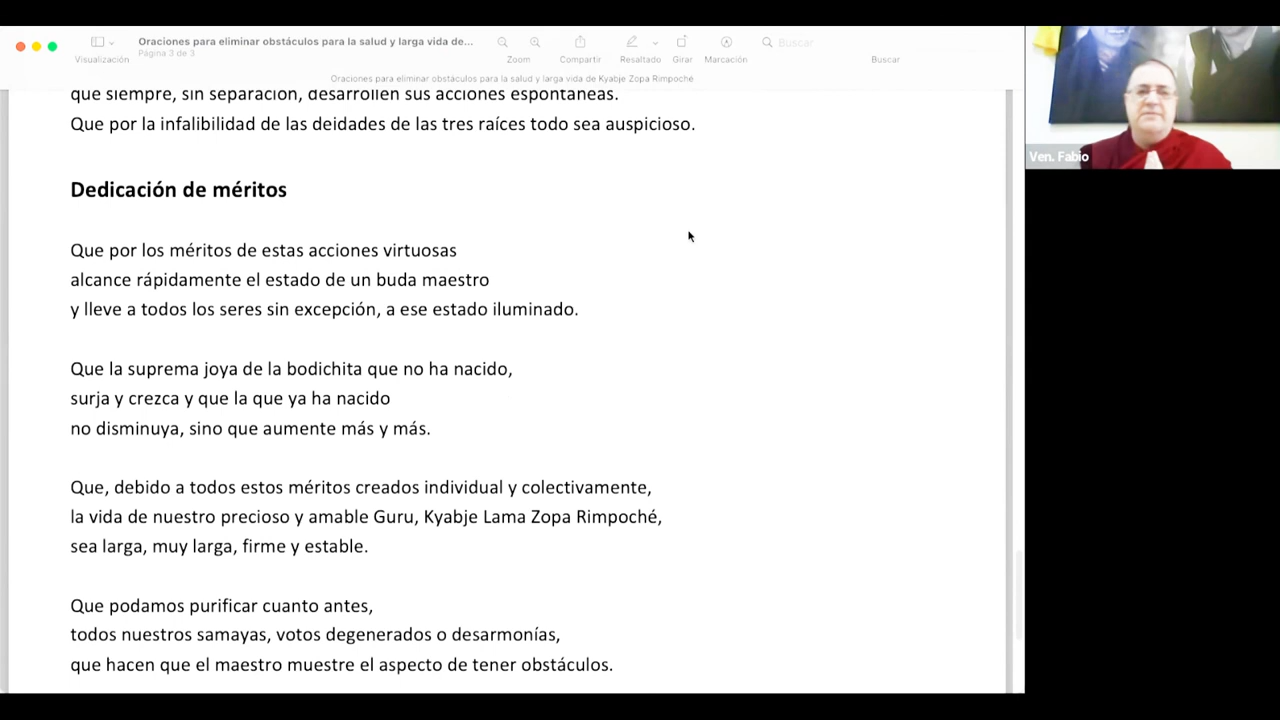 Oraciones para eliminar obstáculos para la salud y larga vida de...
Página 3 de 3
Buscar
Visualización
Zoom
Compartir
Resaltado
Girar
Marcación
Buscar
Oraciones para eliminar obstáculos para la salud y larga vida de Kyabje Zopa Rimpoché
que siempre, sin separación, desarrollen sus acciones espontáneas.
Que por la infalibilidad de las deidades de las tres raíces todo sea auspicioso.
Dedicación de méritos
Que por los méritos de estas acciones virtuosas
alcance rápidamente el estado de un buda maestro
y lleve a todos los seres sin excepción, a ese estado iluminado.
Que la suprema joya de la bodichita que no ha nacido,
surja y crezca y que la que ya ha nacido
no disminuya, sino que aumente más y más.
Que, debido a todos estos méritos creados individual y colectivamente,
la vida de nuestro precioso y amable Guru, Kyabje Lama Zopa Rimpoché,
sea larga, muy larga, firme y estable.
Que podamos purificar cuanto antes,
todos nuestros samayas, votos degenerados o desarmonías,
que hacen que el maestro muestre el aspecto de tener obstáculos.
Ven. Fabio